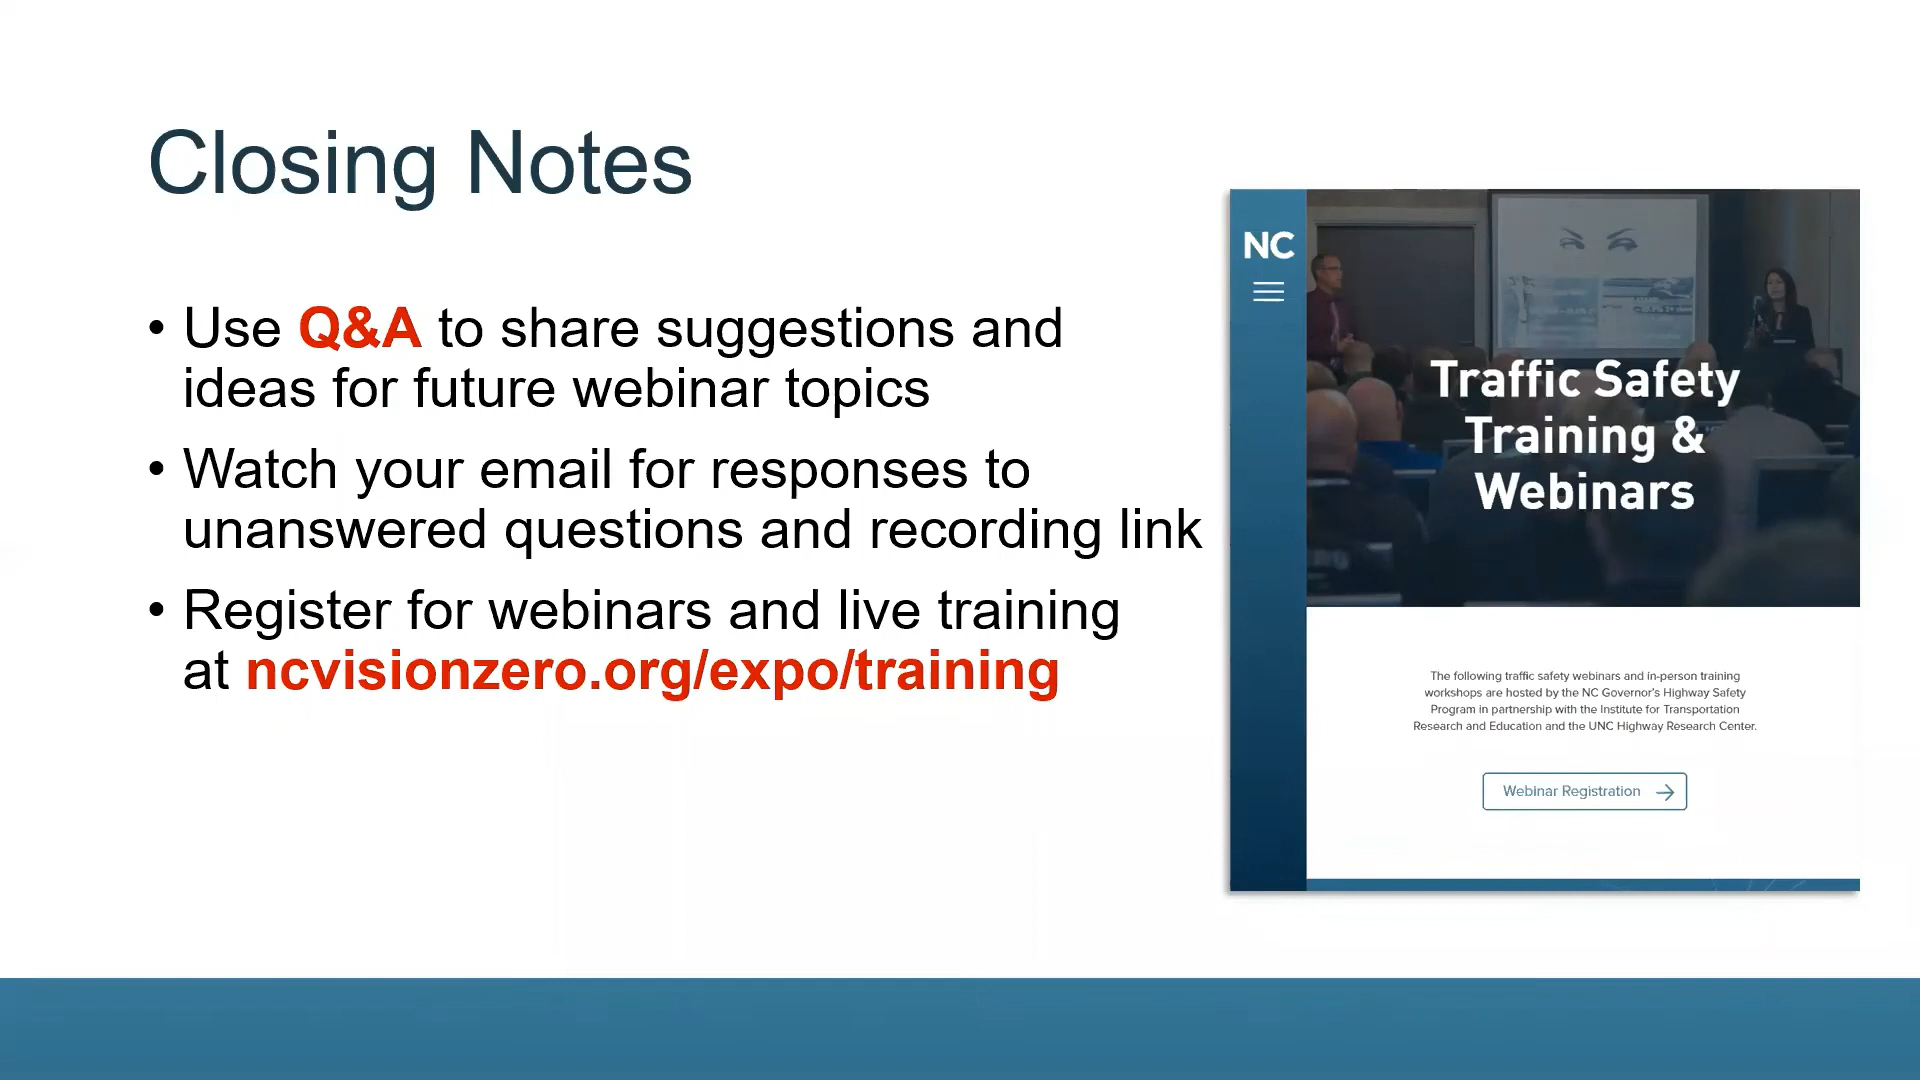 Closing Notes
• Use Q&A to share suggestions and
ideas for future webinar topics
• Watch your email for responses to
unanswered questions and recording link
• Register for webinars and live training
at ncvisionzero.org/expo/training
NC
Traffic Safety
Training &
Webinars
The following traffic safety webinars and in-person training
workshops are hosted by the NC Governor's Highway Safety
Program in partnership with the Institute for Transportation
Research and Education and the UNC Highway Research Center.
Webinar Registration →